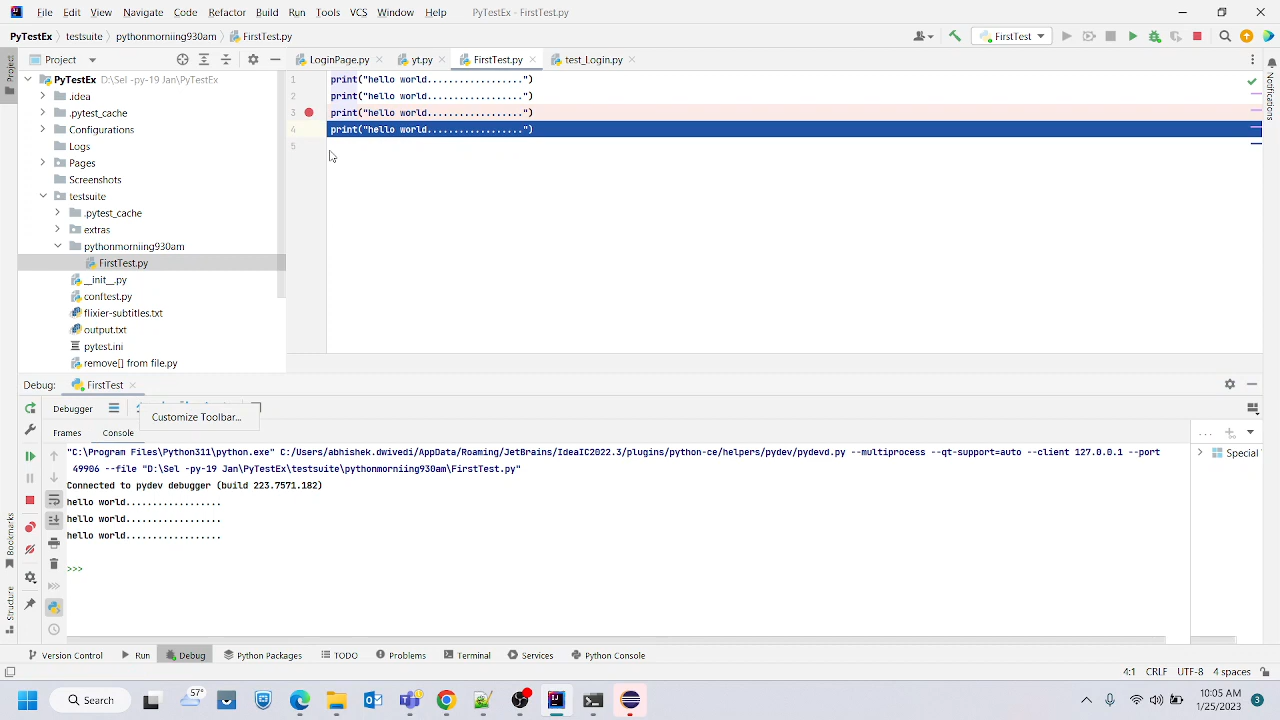 File Edit View Navigate Code Refactor Build Run Tools VCS Window Help PyTestEx - FirstTest.py
PyTestEx testsuite pythonmorniing930am FirstTest.py FirstTest
Project LoginPage.py yt.py FirstTest.py test_Login.py
Project
Notifications
PyTestEx D:\Sel -py-19 Jan\PyTestEx
.idea
.pytest_cache
Configurations
Logs
Pages
Screenshots
testsuite
.pytest_cache
extras
pythonmorniing930am
FirstTest.py
__init__.py
conftest.py
flixier-subtitles.txt
output.txt
pytest.ini
remove[] from file.py
1 print("hello world..................")
2 print("hello world..................")
3 print("hello world..................")
4 print("hello world..................")
5
Debug: FirstTest
Debugger
Customize Toolbar...
Frames Console
"C:\Program Files\Python311\python.exe" C:/Users/abhishek.dwivedi/AppData/Roaming/JetBrains/IdeaIC2022.3/plugins/python-ce/helpers/pydev/pydevd.py --multiprocess --qt-support=auto --client 127.0.0.1 --port
49906 --file "D:\Sel -py-19 Jan\PyTestEx\testsuite\pythonmorniing930am\FirstTest.py"
Connected to pydev debugger (build 223.7571.182)
hello world..................
hello world..................
hello world..................
>>>
Special
Bookmarks
Structure
Version Control Run Debug Python Packages TODO Problems Terminal Services Python Console
4:1 CRLF UTF-8 4 spaces
Search 57° 10:05 AM
1/25/2023 3